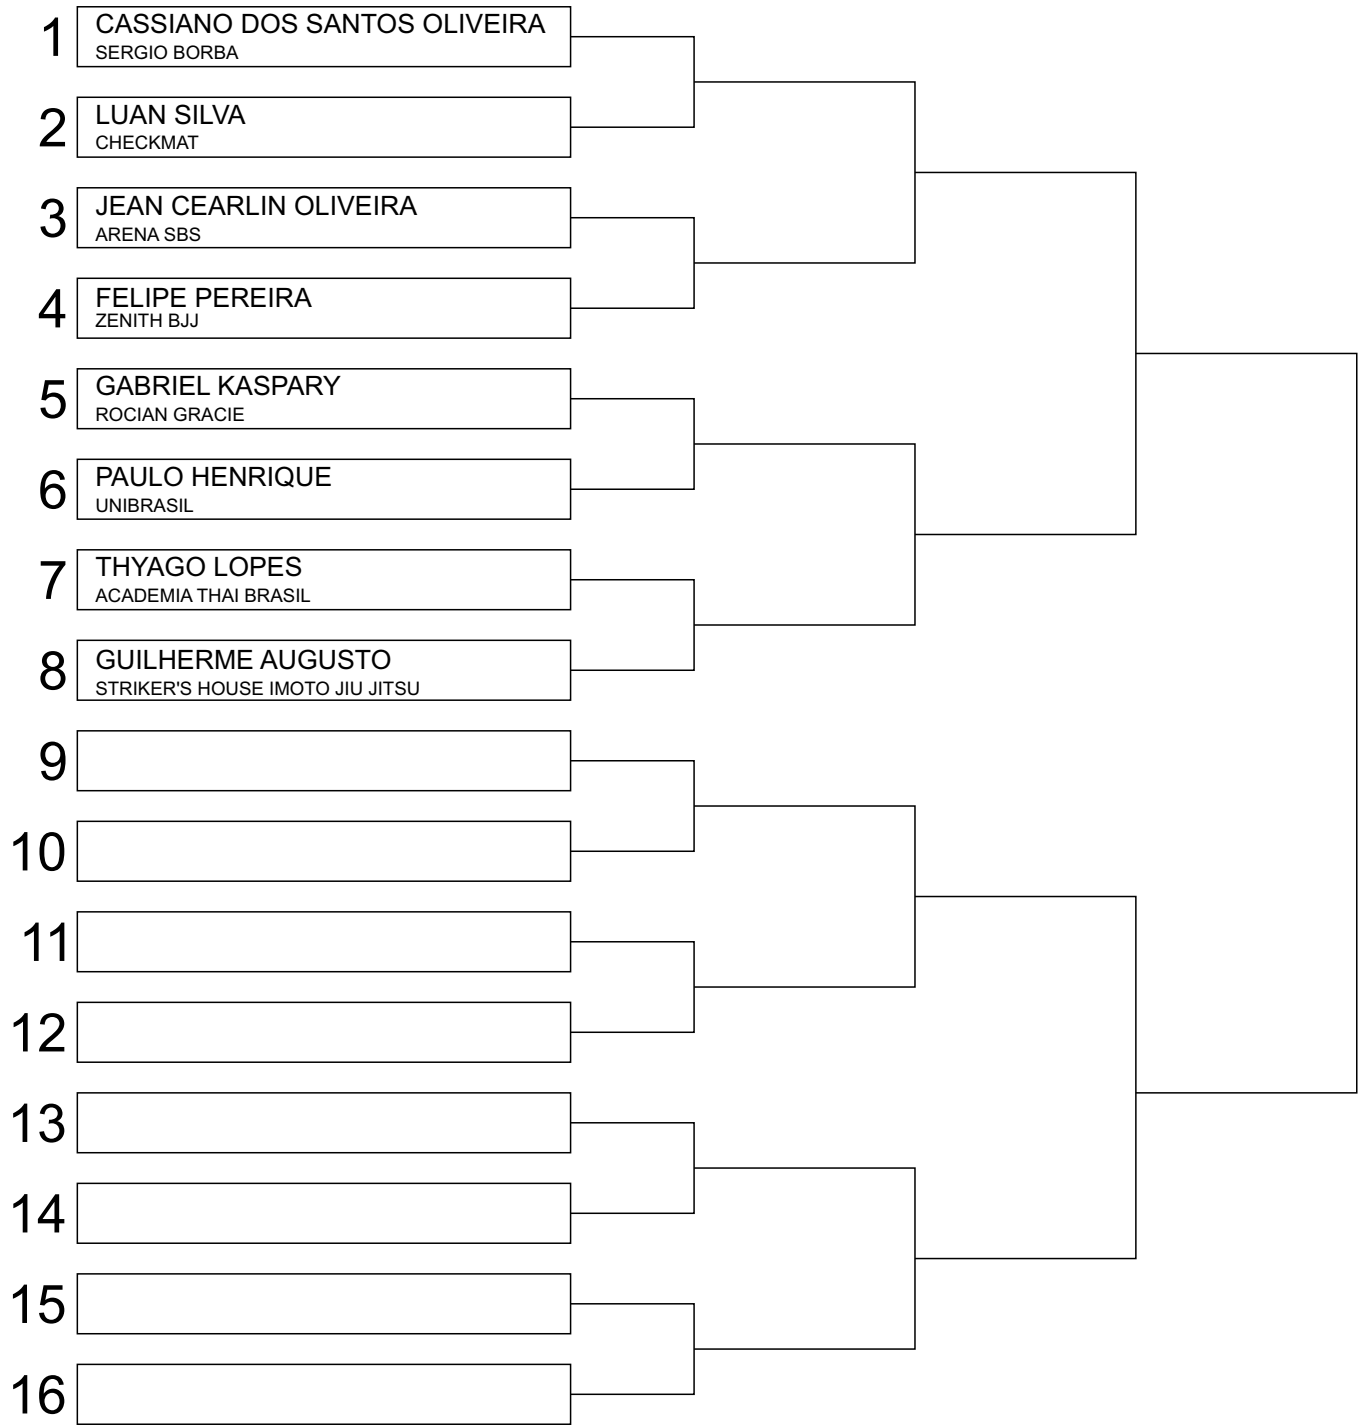 1
CASSIANO DOS SANTOS OLIVEIRA
SERGIO BORBA
2
LUAN SILVA
CHECKMAT
3
JEAN CEARLIN OLIVEIRA
ARENA SBS
4
FELIPE PEREIRA
ZENITH BJJ
5
GABRIEL KASPARY
ROCIAN GRACIE
6
PAULO HENRIQUE
UNIBRASIL
7
THYAGO LOPES
ACADEMIA THAI BRASIL
8
GUILHERME AUGUSTO
STRIKER'S HOUSE IMOTO JIU JITSU
9
10
11
12
13
14
15
16